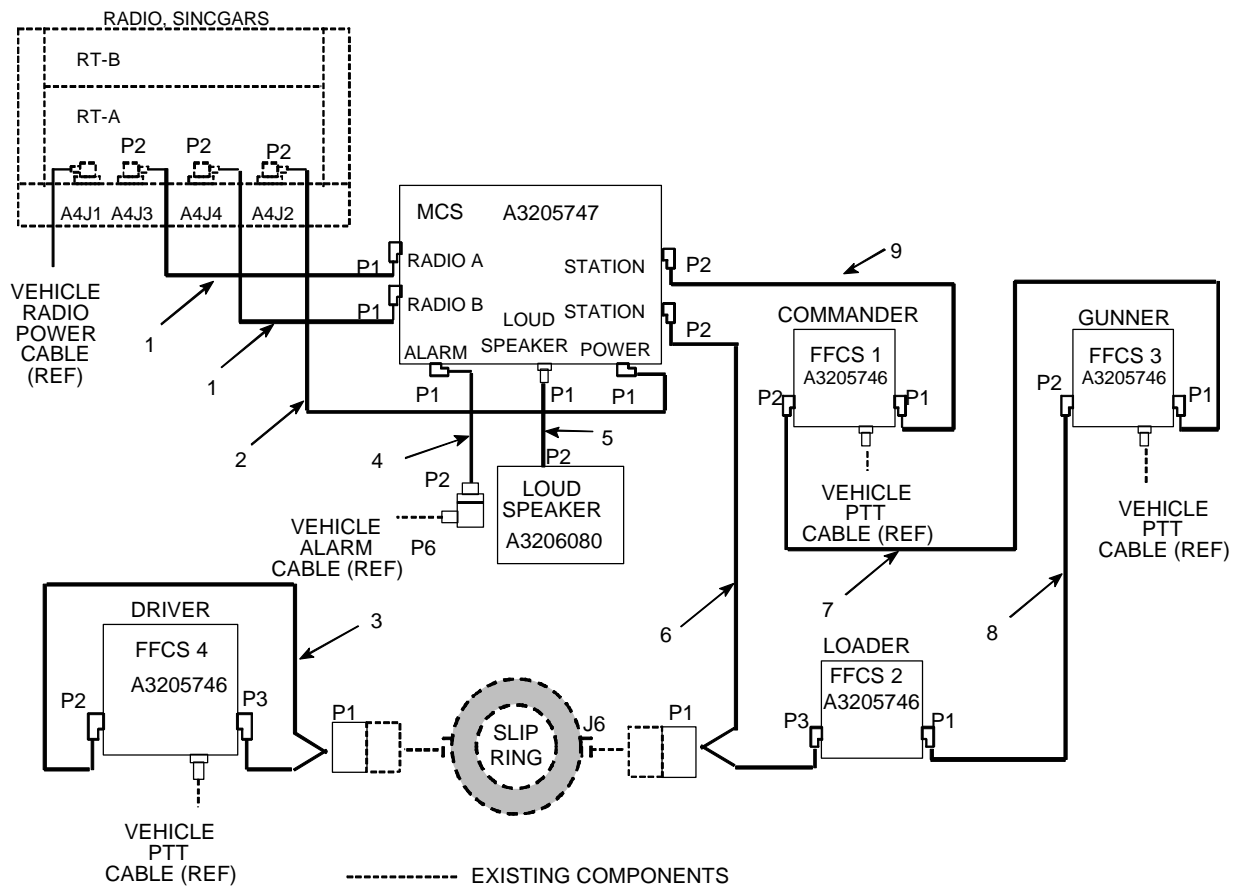 RADIO, SINCGARS
RT-B
RT-A
P2
P2
P2
A4J1
A4J3
A4J4
A4J2
VEHICLE
RADIO
POWER
CABLE
(REF)
1
1
2
MCS
A3205747
P1
RADIO A
STATION
P2
9
P1
RADIO B
LOUD
SPEAKER
STATION
P2
ALARM
POWER
P1
P1
P1
4
5
P2
P2
LOUD
SPEAKER
A3206080
VEHICLE
ALARM
CABLE (REF)
P6
COMMANDER
FFCS 1
A3205746
P2
P1
VEHICLE
PTT
CABLE (REF)
GUNNER
FFCS 3
A3205746
P2
P1
VEHICLE
PTT
CABLE (REF)
7
8
6
DRIVER
3
FFCS 4
A3205746
P2
P3
P1
VEHICLE
PTT
CABLE (REF)
SLIP
RING
J6
P1
LOADER
FFCS 2
A3205746
P3
P1
EXISTING COMPONENTS